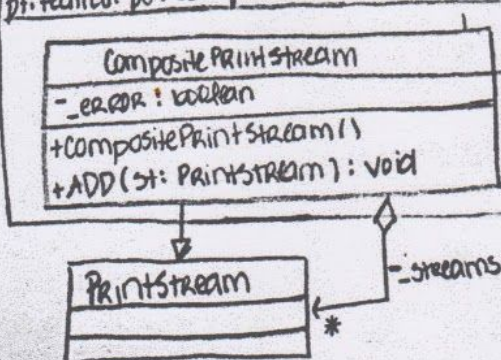 CompositePrintStream
- _error : boolean
+CompositePrintStream()
+ADD(st: PrintStream): void
- _streams
PrintStream
*